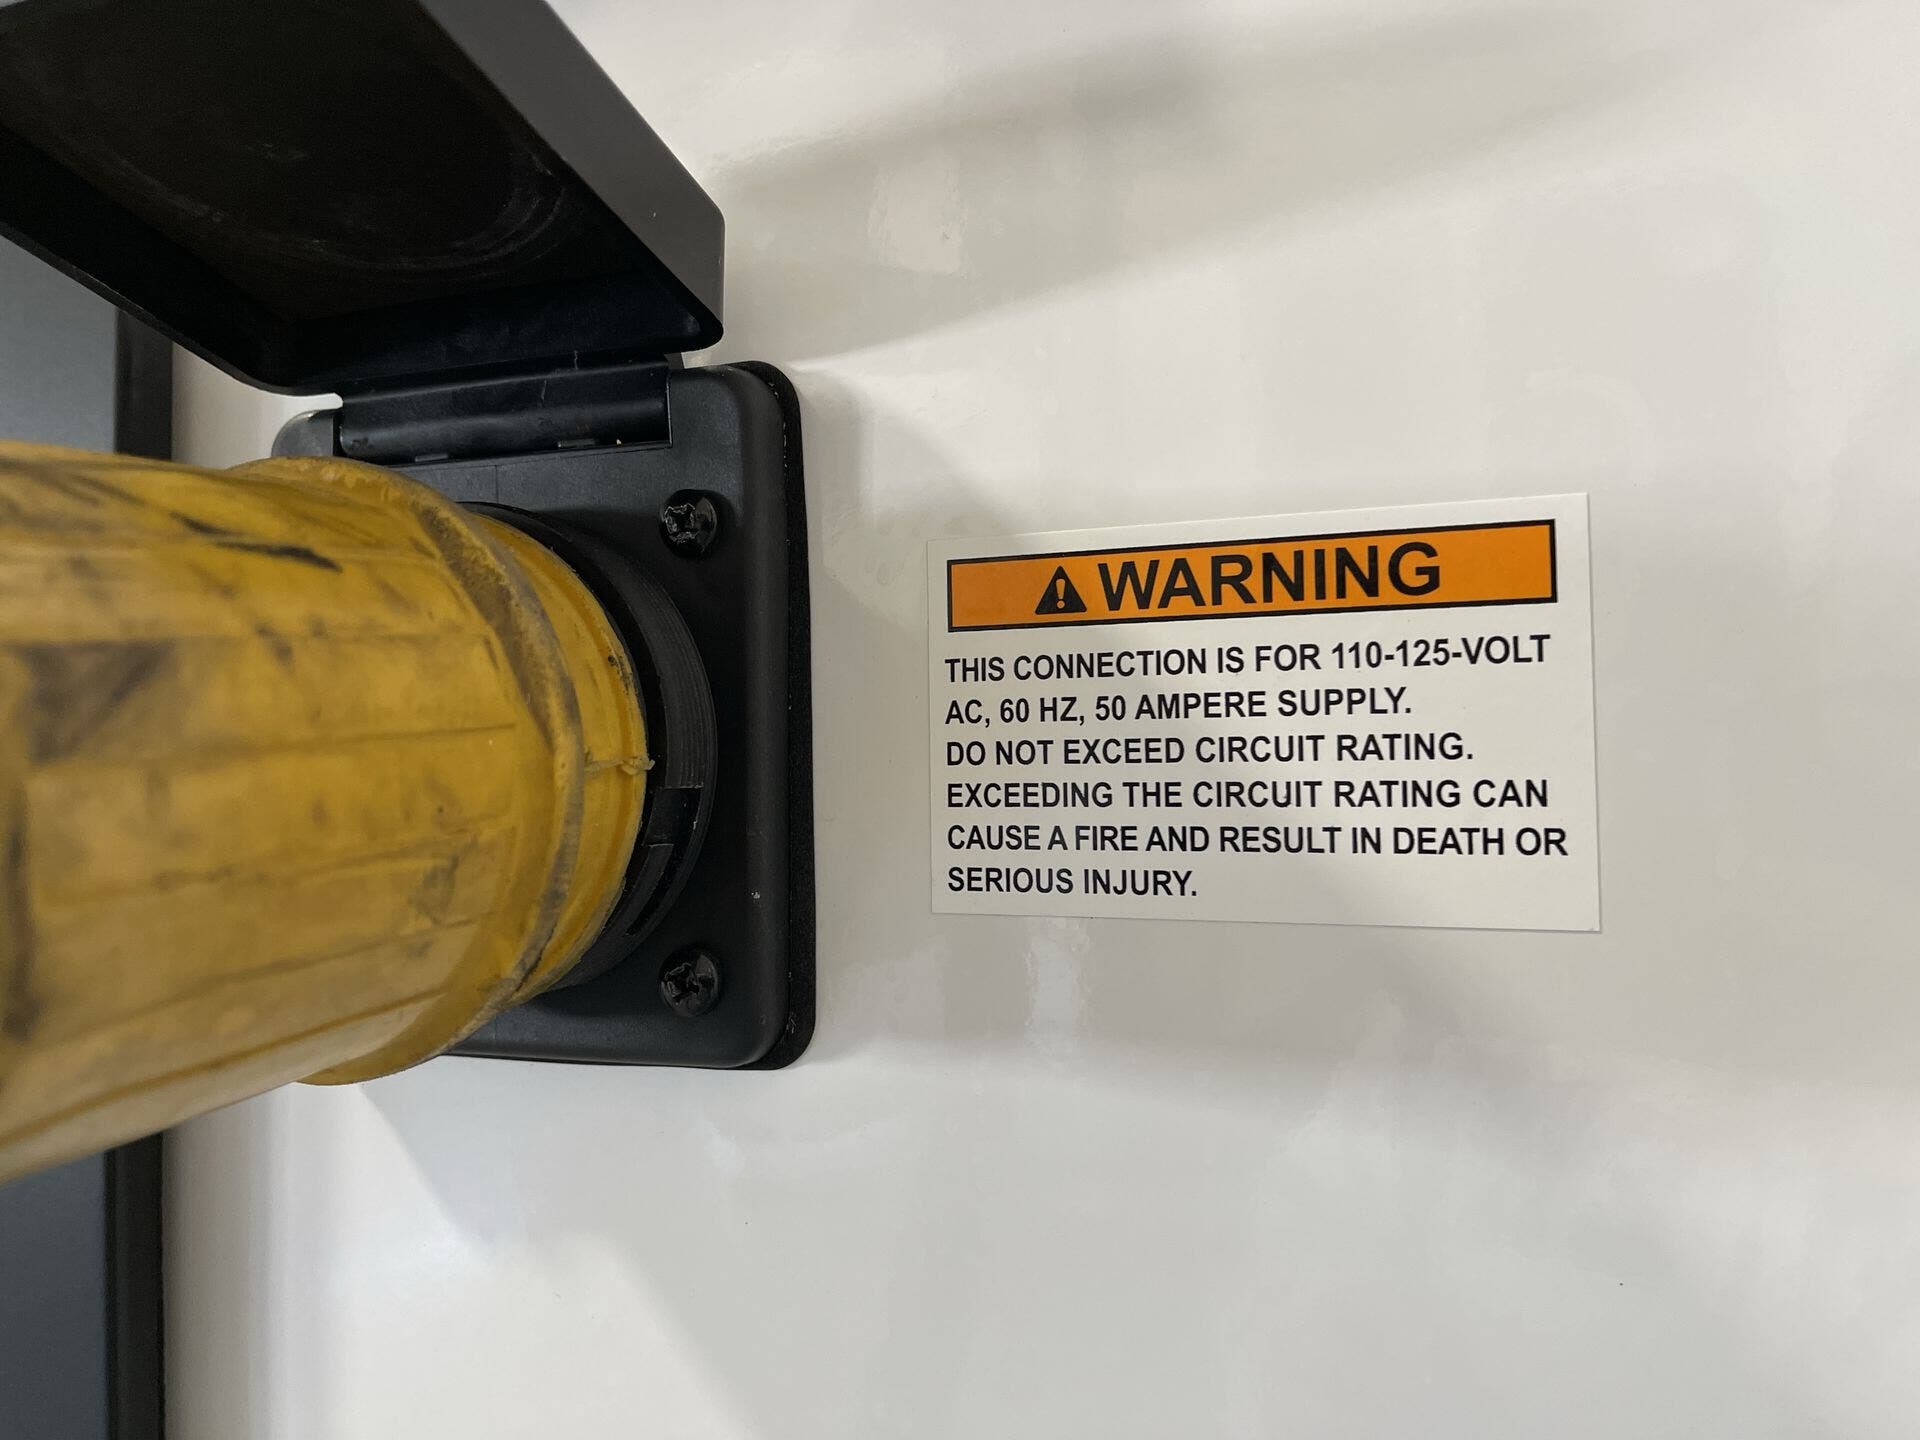 WARNING
THIS CONNECTION IS FOR 110-125-VOLT
AC, 60 HZ, 50 AMPERE SUPPLY.
DO NOT EXCEED CIRCUIT RATING.
EXCEEDING THE CIRCUIT RATING CAN
CAUSE A FIRE AND RESULT IN DEATH OR
SERIOUS INJURY.